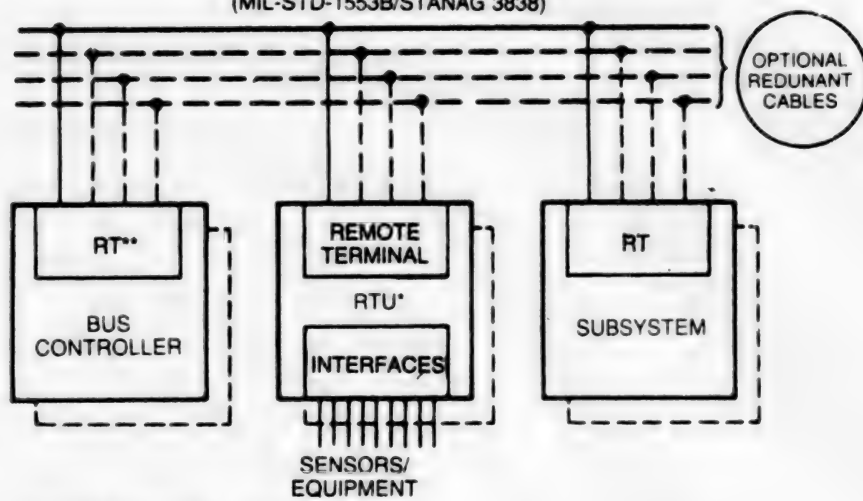 (MIL-STD-1553B/STANAG 3838)
OPTIONAL
REDUNANT
CABLES
RT**
BUS
CONTROLLER
REMOTE
TERMINAL
RTU*
INTERFACES
SENSORS/
EQUIPMENT
RT
SUBSYSTEM